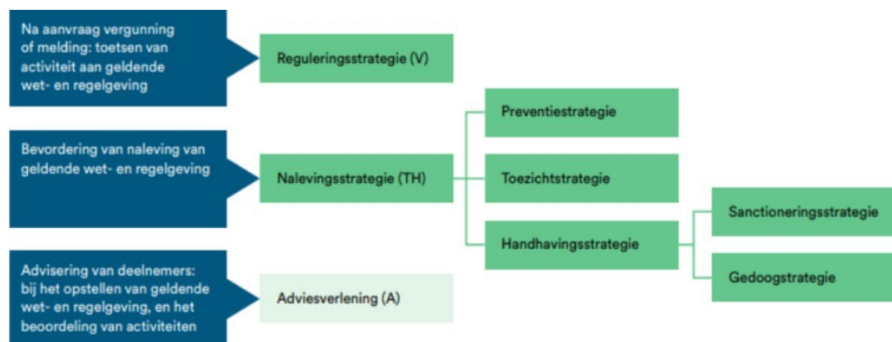 Na aanvraag vergunning
of melding: toetsen van
activiteit aan geldende
wet- en regelgeving
Reguleringsstrategie (V)
Preventiestrategie
Bevordering van naleving van
geldende wet- en regelgeving
Nalevingsstrategie (TH)
Toezichtstrategie
Sanctioneringsstrategie
Handhavingsstrategie
Gedoogstrategie
Advisering van deelnemers:
bij het opstellen van geldende
wet- en regelgeving, en het
beoordeling van activiteiten
Adviesverlening (A)